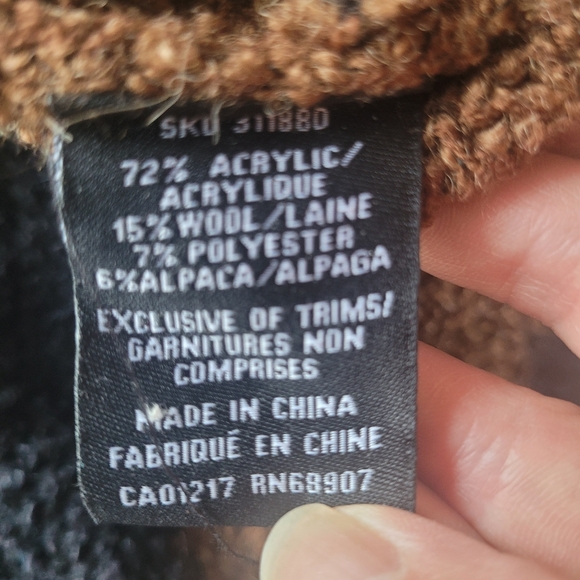 SKU 311880
72% ACRYLIC/
ACRYLIQUE
15% WOOL/LAINE
7% POLYESTER
6%ALPACA/ALPAGA
EXCLUSIVE OF TRIMS/
GARNITURES NON
COMPRISES
MADE IN CHINA
FABRIQUÉ EN CHINE
CA01217 RN68907